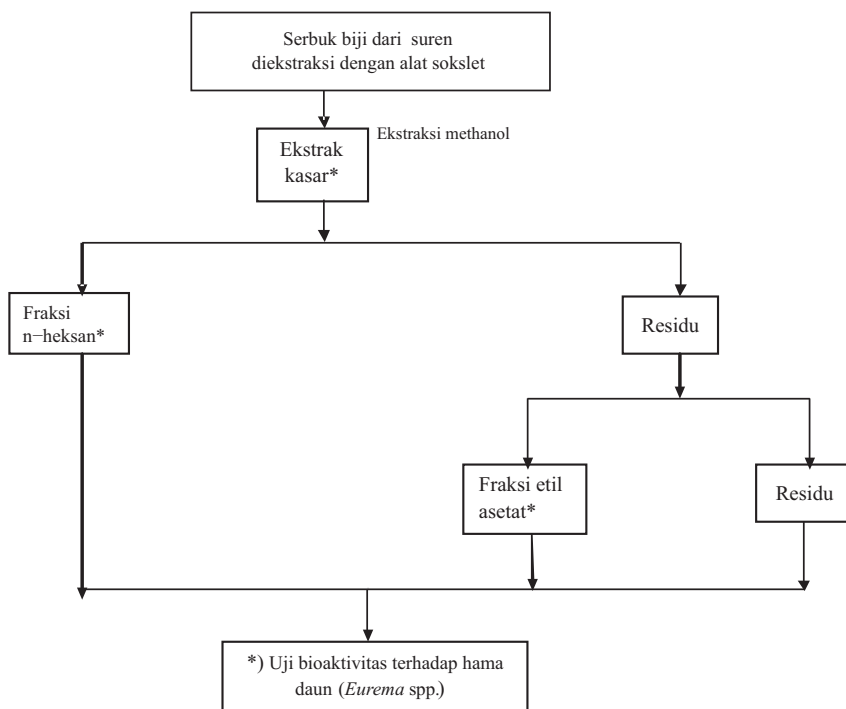 Serbuk biji dari suren
diekstraksi dengan alat sokslet
Ekstraksi methanol
Ekstrak
kasar*
Fraksi
n−heksan*
Residu
Fraksi etil
asetat*
Residu
*) Uji bioaktivitas terhadap hama
daun (Eurema spp.)